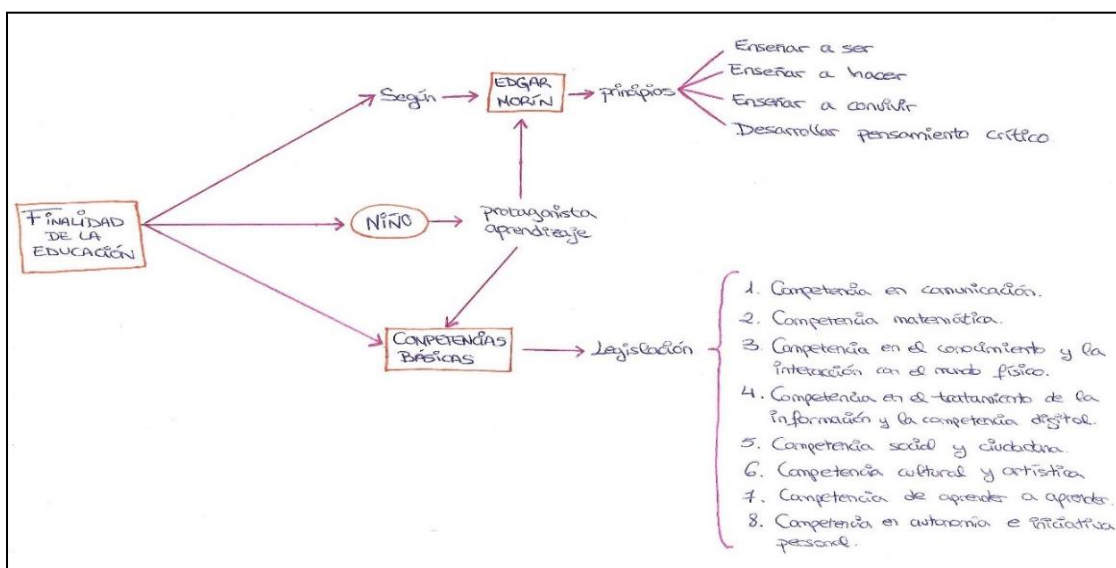 Enseñar a ser
Enseñar a hacer
Enseñar a convivir
Desarrollar pensamiento crítico
Según
EDGAR
MORÍN
principios
FINALIDAD
DE LA
EDUCACIÓN
NIÑO
protagonista
aprendizaje
COMPETENCIAS
BÁSICAS
Legislación
1. Competencia en comunicación.
2. Competencia matemática.
3. Competencia en el conocimiento y la
interacción con el mundo físico.
4. Competencia en el tratamiento de la
información y la competencia digital.
5. Competencia social y ciudadana.
6. Competencia cultural y artística
7. Competencia de aprender a aprender.
8. Competencia en autonomía e iniciativa
personal.